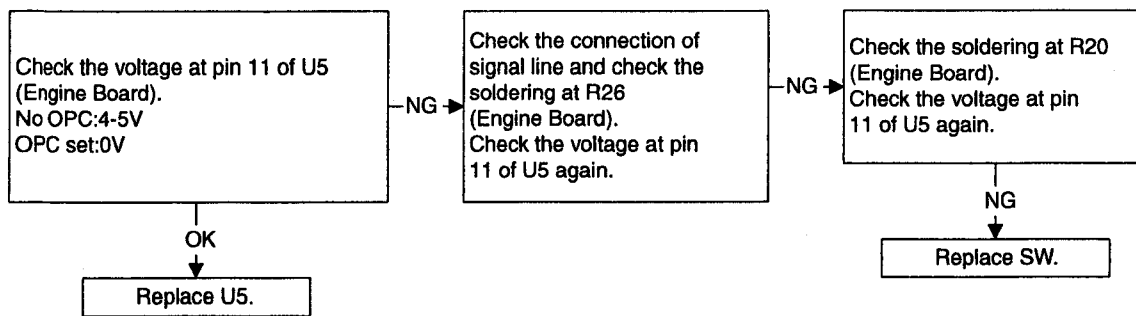 Check the voltage at pin 11 of U5
(Engine Board).
No OPC:4-5V
OPC set:0V
NG
Check the connection of
signal line and check the
soldering at R26
(Engine Board).
Check the voltage at pin
11 of U5 again.
NG
Check the soldering at R20
(Engine Board).
Check the voltage at pin
11 of U5 again.
OK
Replace U5.
NG
Replace SW.